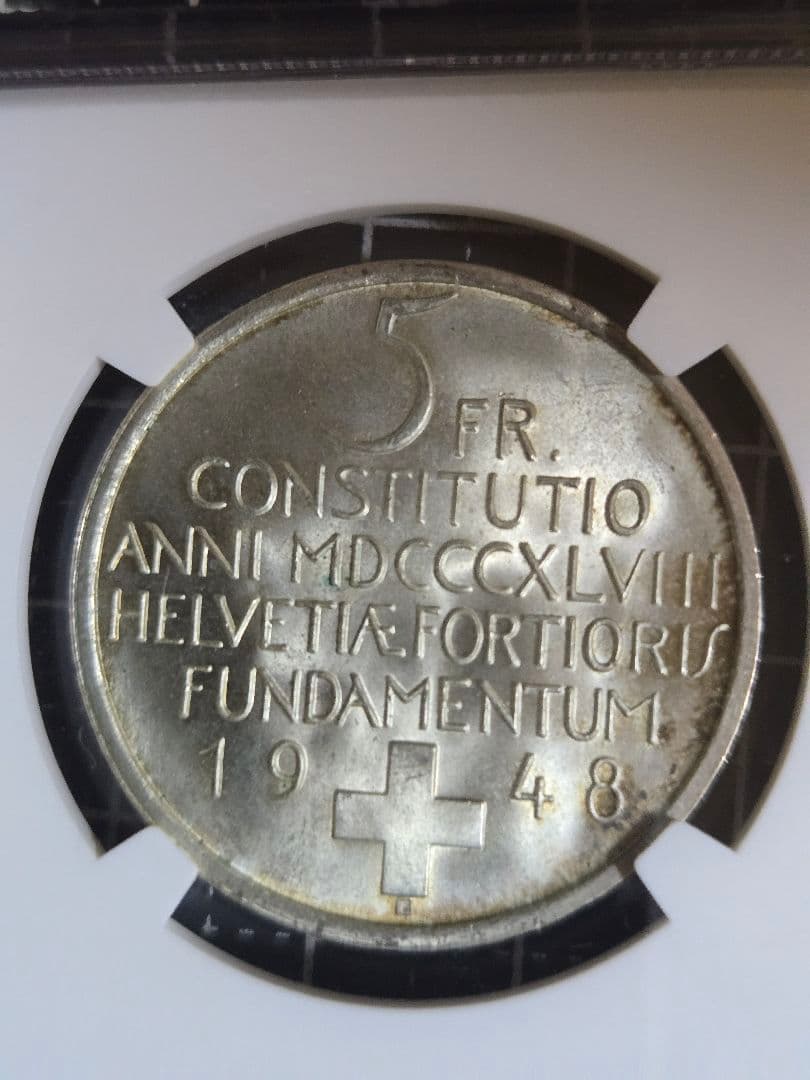 5 FR.
CONSTITUTIO
ANNI MDCCCXLVIII
HELVETIÆ FORTIORIS
FUNDAMENTUM
1948
B